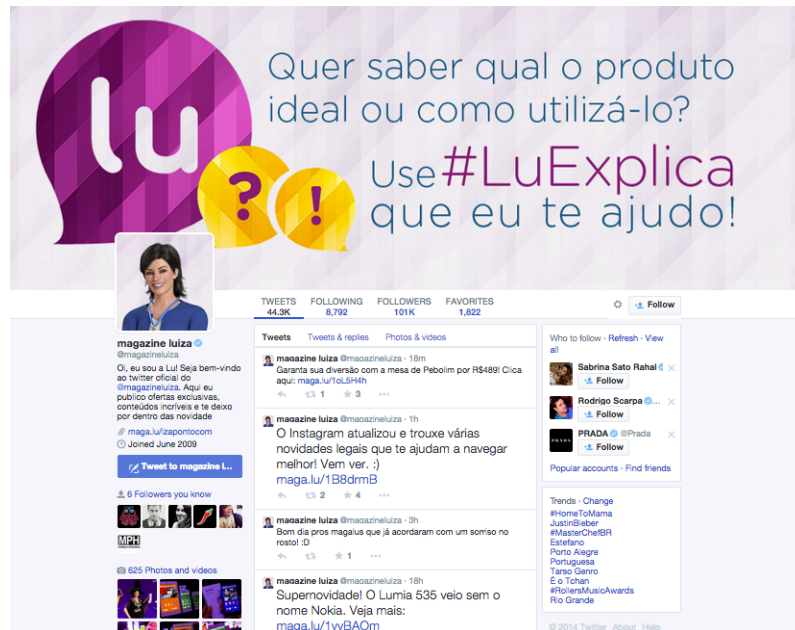 lu
? !
Quer saber qual o produto
ideal ou como utilizá-lo?
Use #LuExplica
que eu te ajudo!
TWEETS FOLLOWING FOLLOWERS FAVORITES
44.3K 8,792 101K 1,822
Follow
magazine luiza
@magazineluiza
Oi, eu sou a Lu! Seja bem-vindo
ao twitter oficial do
@magazineluiza. Aqui eu
publico ofertas exclusivas,
conteúdos incríveis e te deixo
por dentro das novidade
maga.lu/izapontocom
Joined June 2009
Tweet to magazine l...
6 Followers you know
MPH
625 Photos and videos
Tweets Tweets & replies Photos & videos
magazine luiza @magazineluiza · 18m
Garanta sua diversão com a mesa de Pebolim por R$489! Clica
aqui: maga.lu/1oL5H4h
1 3
magazine luiza @magazineluiza · 1h
O Instagram atualizou e trouxe várias
novidades legais que te ajudam a navegar
melhor! Vem ver. :)
maga.lu/1B8drmB
2 4
magazine luiza @magazineluiza · 3h
Bom dia pros magalus que já acordaram com um sorriso no
rosto! :D
1
magazine luiza @magazineluiza · 18h
Supernovidade! O Lumia 535 veio sem o
nome Nokia. Veja mais:
maga.lu/1yyBAOm
Who to follow · Refresh · View
all
Sabrina Sato Rahal
Follow
Rodrigo Scarpa ...
Follow
PRADA
PRADA @Prada
Follow
Popular accounts · Find friends
Trends · Change
#HomeToMama
JustinBieber
#MasterChefBR
Estefano
Porto Alegre
Portuguesa
Tarso Genro
É o Tchan
#RollersMusicAwards
Rio Grande
© 2014 Twitter About Help